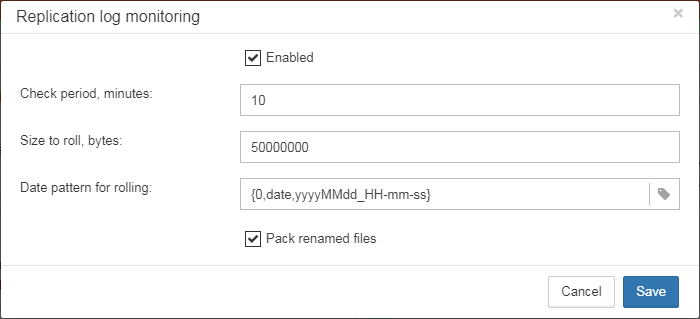 Replication log monitoring
×
Enabled
Check period, minutes:
10
Size to roll, bytes:
50000000
Date pattern for rolling:
{0,date,yyyyMMdd_HH-mm-ss}
Pack renamed files
Cancel Save